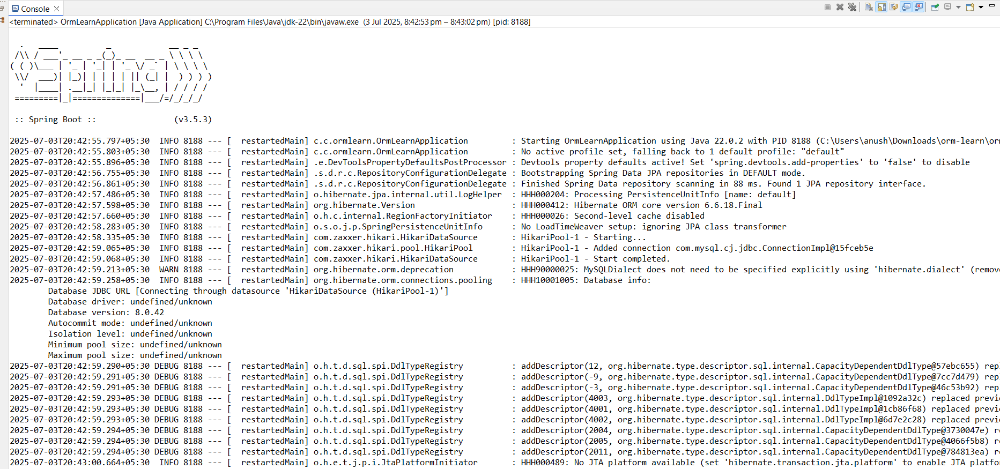 Console
<terminated> OrmLearnApplication [Java Application] C:\Program Files\Java\jdk-22\bin\javaw.exe  (3 Jul 2025, 8:42:53 pm – 8:43:02 pm) [pid: 8188]
  .   ____          _            __ _ _
 /\\ / ___'_ __ _ _(_)_ __  __ _ \ \ \ \
( ( )\___ | '_ | '_| | '_ \/ _` | \ \ \ \
 \\/  ___)| |_)| | | | | || (_| |  ) ) ) )
  '  |____| .__|_| |_|_| |_\__, | / / / /
 =========|_|==============|___/=/_/_/_/
 :: Spring Boot ::                (v3.5.3)
2025-07-03T20:42:55.797+05:30  INFO 8188 --- [  restartedMain] c.c.ormlearn.OrmLearnApplication         : Starting OrmLearnApplication using Java 22.0.2 with PID 8188 (C:\Users\anush\Downloads\orm-learn\orm
2025-07-03T20:42:55.803+05:30  INFO 8188 --- [  restartedMain] c.c.ormlearn.OrmLearnApplication         : No active profile set, falling back to 1 default profile: "default"
2025-07-03T20:42:55.896+05:30  INFO 8188 --- [  restartedMain] .e.DevToolsPropertyDefaultsPostProcessor : Devtools property defaults active! Set 'spring.devtools.add-properties' to 'false' to disable
2025-07-03T20:42:56.755+05:30  INFO 8188 --- [  restartedMain] .s.d.r.c.RepositoryConfigurationDelegate : Bootstrapping Spring Data JPA repositories in DEFAULT mode.
2025-07-03T20:42:56.861+05:30  INFO 8188 --- [  restartedMain] .s.d.r.c.RepositoryConfigurationDelegate : Finished Spring Data repository scanning in 88 ms. Found 1 JPA repository interface.
2025-07-03T20:42:57.486+05:30  INFO 8188 --- [  restartedMain] o.hibernate.jpa.internal.util.LogHelper  : HHH000204: Processing PersistenceUnitInfo [name: default]
2025-07-03T20:42:57.598+05:30  INFO 8188 --- [  restartedMain] org.hibernate.Version                    : HHH000412: Hibernate ORM core version 6.6.18.Final
2025-07-03T20:42:57.660+05:30  INFO 8188 --- [  restartedMain] o.h.c.internal.RegionFactoryInitiator    : HHH000026: Second-level cache disabled
2025-07-03T20:42:58.283+05:30  INFO 8188 --- [  restartedMain] o.s.o.j.p.SpringPersistenceUnitInfo      : No LoadTimeWeaver setup: ignoring JPA class transformer
2025-07-03T20:42:58.335+05:30  INFO 8188 --- [  restartedMain] com.zaxxer.hikari.HikariDataSource       : HikariPool-1 - Starting...
2025-07-03T20:42:59.065+05:30  INFO 8188 --- [  restartedMain] com.zaxxer.hikari.pool.HikariPool        : HikariPool-1 - Added connection com.mysql.cj.jdbc.ConnectionImpl@15fceb5e
2025-07-03T20:42:59.068+05:30  INFO 8188 --- [  restartedMain] com.zaxxer.hikari.HikariDataSource       : HikariPool-1 - Start completed.
2025-07-03T20:42:59.213+05:30  WARN 8188 --- [  restartedMain] org.hibernate.orm.deprecation            : HHH90000025: MySQLDialect does not need to be specified explicitly using 'hibernate.dialect' (remove
2025-07-03T20:42:59.258+05:30  INFO 8188 --- [  restartedMain] org.hibernate.orm.connections.pooling    : HHH10001005: Database info:
        Database JDBC URL [Connecting through datasource 'HikariDataSource (HikariPool-1)']
        Database driver: undefined/unknown
        Database version: 8.0.42
        Autocommit mode: undefined/unknown
        Isolation level: undefined/unknown
        Minimum pool size: undefined/unknown
        Maximum pool size: undefined/unknown
2025-07-03T20:42:59.290+05:30 DEBUG 8188 --- [  restartedMain] o.h.t.d.sql.spi.DdlTypeRegistry          : addDescriptor(12, org.hibernate.type.descriptor.sql.internal.CapacityDependentDdlType@57ebc655) repl
2025-07-03T20:42:59.291+05:30 DEBUG 8188 --- [  restartedMain] o.h.t.d.sql.spi.DdlTypeRegistry          : addDescriptor(-9, org.hibernate.type.descriptor.sql.internal.CapacityDependentDdlType@7cc7d479) repl
2025-07-03T20:42:59.291+05:30 DEBUG 8188 --- [  restartedMain] o.h.t.d.sql.spi.DdlTypeRegistry          : addDescriptor(-3, org.hibernate.type.descriptor.sql.internal.CapacityDependentDdlType@46c53b92) repl
2025-07-03T20:42:59.293+05:30 DEBUG 8188 --- [  restartedMain] o.h.t.d.sql.spi.DdlTypeRegistry          : addDescriptor(4003, org.hibernate.type.descriptor.sql.internal.DdlTypeImpl@1092a32c) replaced previo
2025-07-03T20:42:59.293+05:30 DEBUG 8188 --- [  restartedMain] o.h.t.d.sql.spi.DdlTypeRegistry          : addDescriptor(4001, org.hibernate.type.descriptor.sql.internal.DdlTypeImpl@1cb86f68) replaced previo
2025-07-03T20:42:59.293+05:30 DEBUG 8188 --- [  restartedMain] o.h.t.d.sql.spi.DdlTypeRegistry          : addDescriptor(4002, org.hibernate.type.descriptor.sql.internal.DdlTypeImpl@6d7e2c28) replaced previo
2025-07-03T20:42:59.294+05:30 DEBUG 8188 --- [  restartedMain] o.h.t.d.sql.spi.DdlTypeRegistry          : addDescriptor(2004, org.hibernate.type.descriptor.sql.internal.CapacityDependentDdlType@3730047e) re
2025-07-03T20:42:59.294+05:30 DEBUG 8188 --- [  restartedMain] o.h.t.d.sql.spi.DdlTypeRegistry          : addDescriptor(2005, org.hibernate.type.descriptor.sql.internal.CapacityDependentDdlType@4066f5b8) re
2025-07-03T20:42:59.294+05:30 DEBUG 8188 --- [  restartedMain] o.h.t.d.sql.spi.DdlTypeRegistry          : addDescriptor(2011, org.hibernate.type.descriptor.sql.internal.CapacityDependentDdlType@784813ea) re
2025-07-03T20:43:00.664+05:30  INFO 8188 --- [  restartedMain] o.h.e.t.j.p.i.JtaPlatformInitiator       : HHH000489: No JTA platform available (set 'hibernate.transaction.jta.platform' to enable JTA platfor